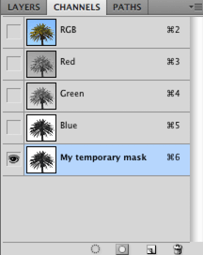 LAYERS CHANNELS PATHS
RGB ⌘2
Red ⌘3
Green ⌘4
Blue ⌘5
My temporary mask ⌘6